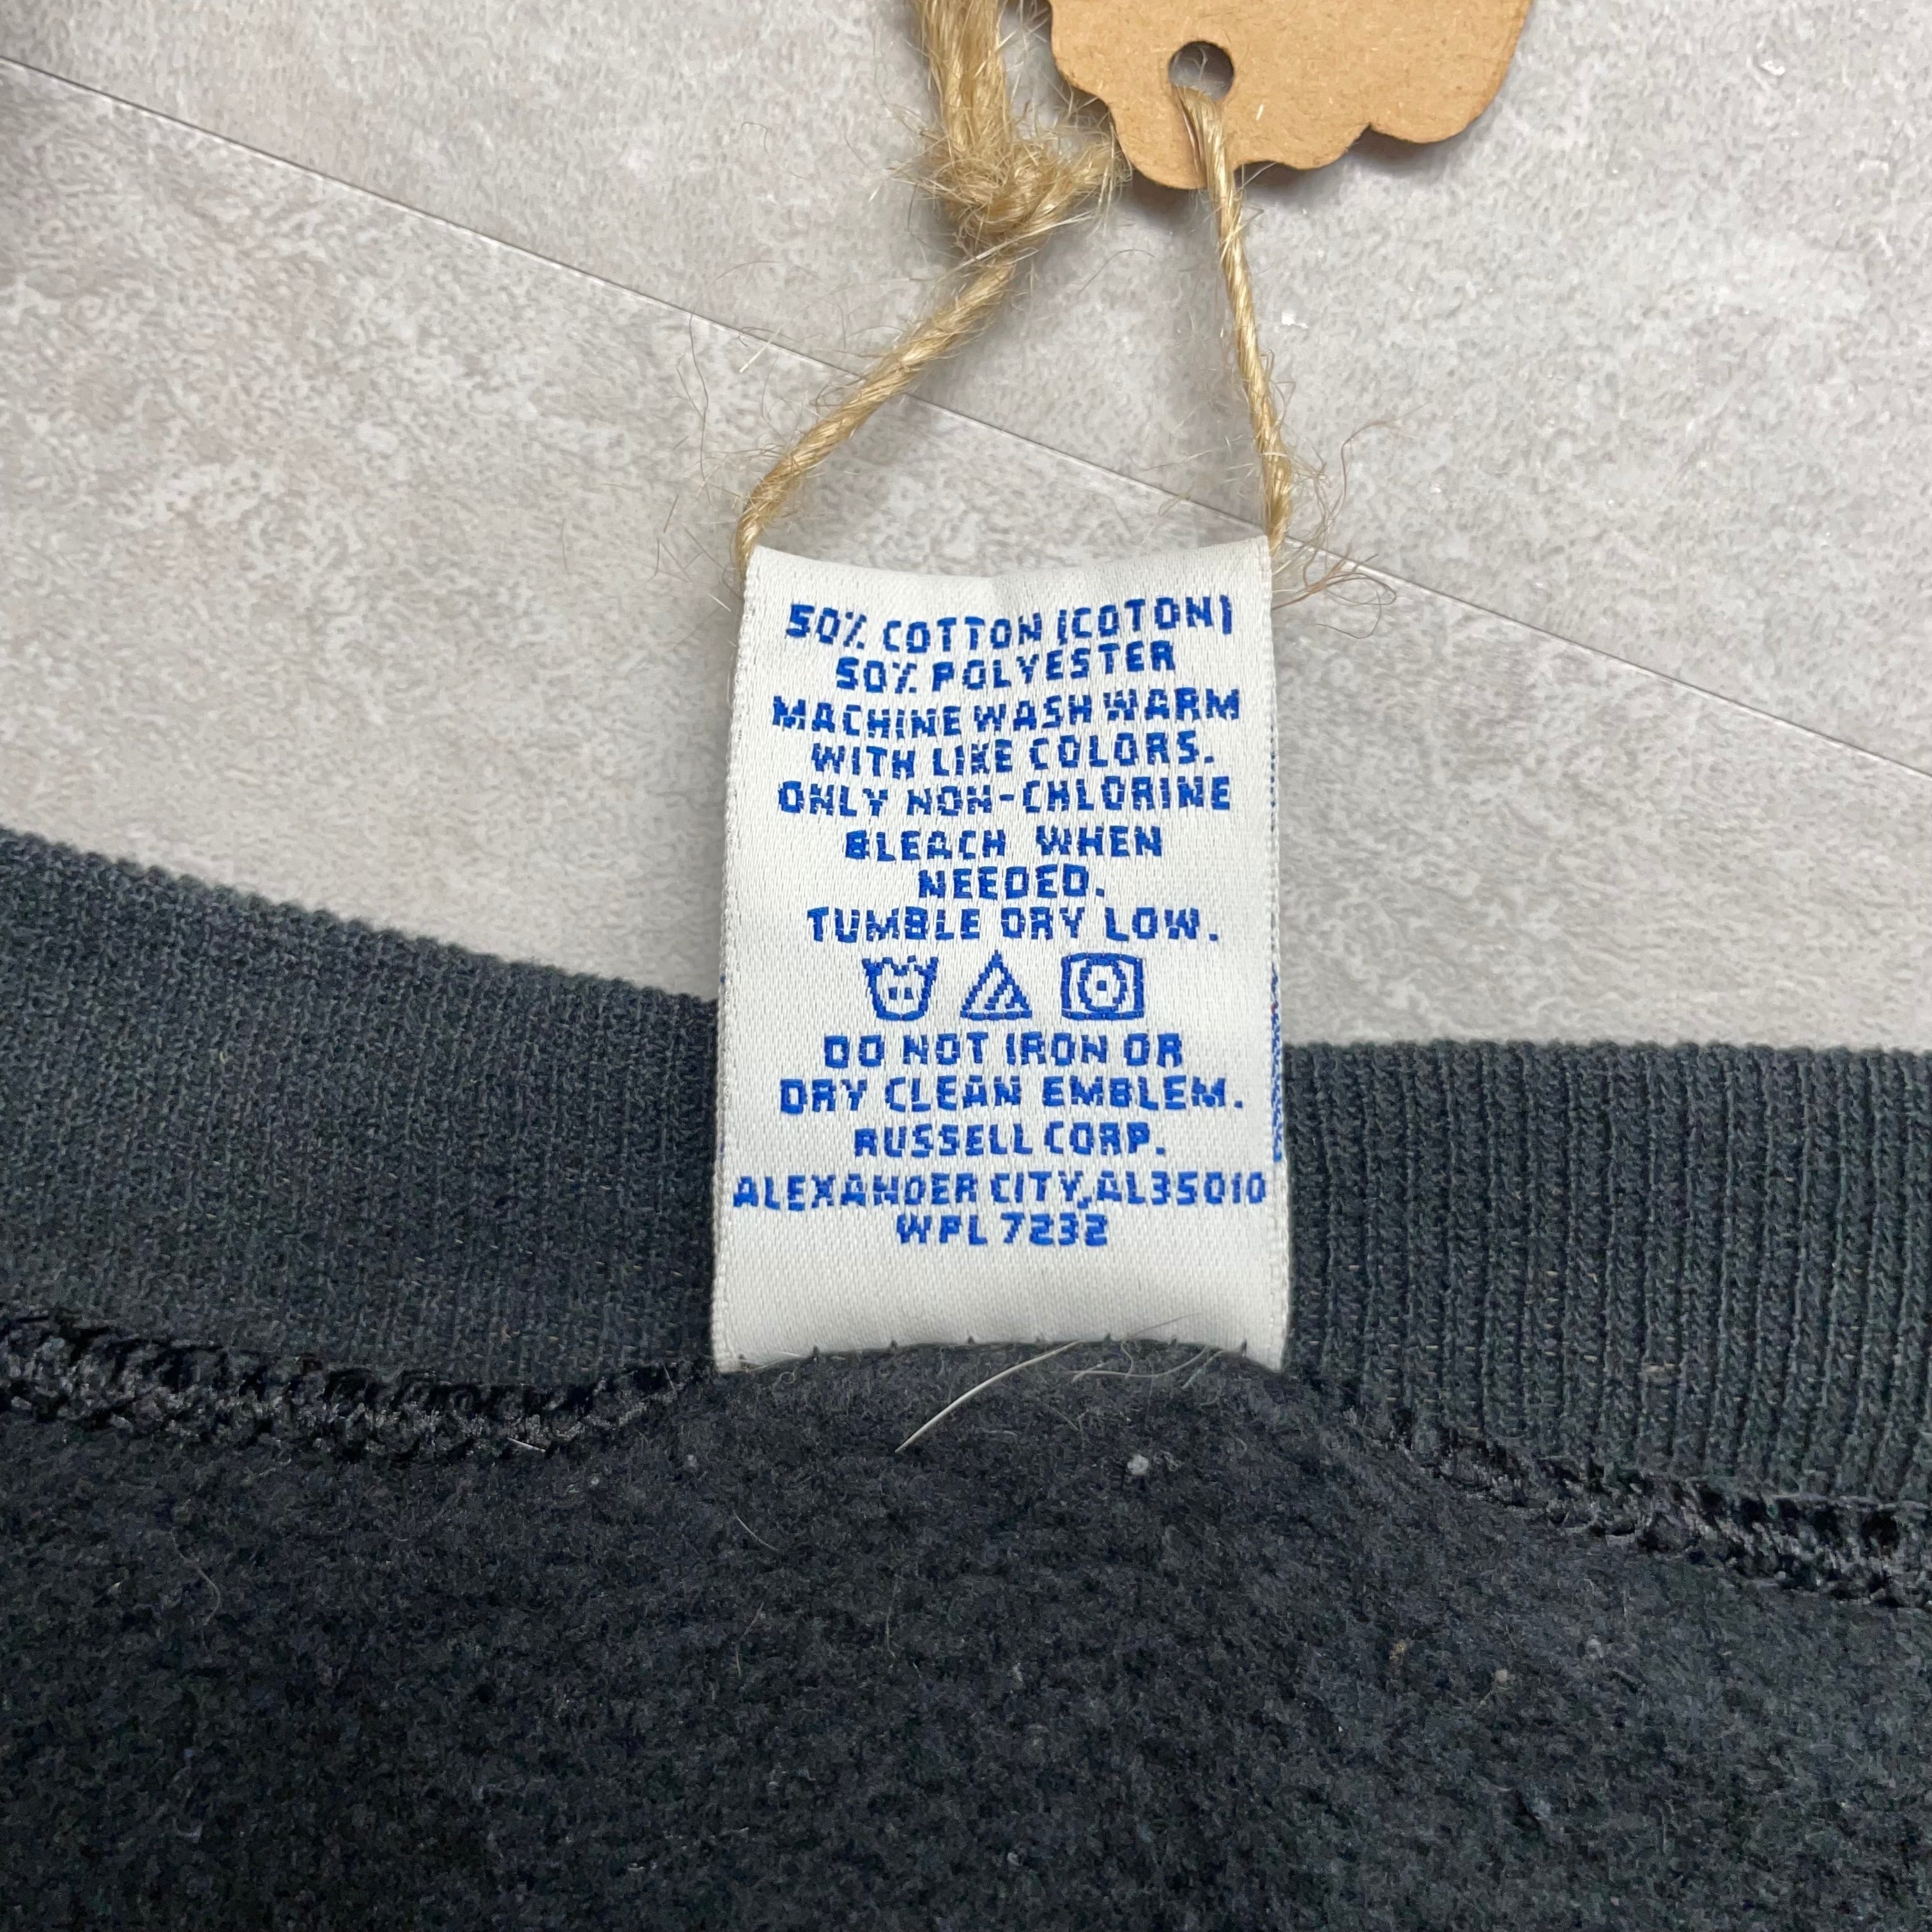 50% COTTON (COTON)
50% POLYESTER
MACHINE WASH WARM
WITH LIKE COLORS.
ONLY NON-CHLORINE
BLEACH WHEN
NEEDED.
TUMBLE DRY LOW.
DO NOT IRON OR
DRY CLEAN EMBLEM.
RUSSELL CORP.
ALEXANDER CITY, AL35010
WPL 7232